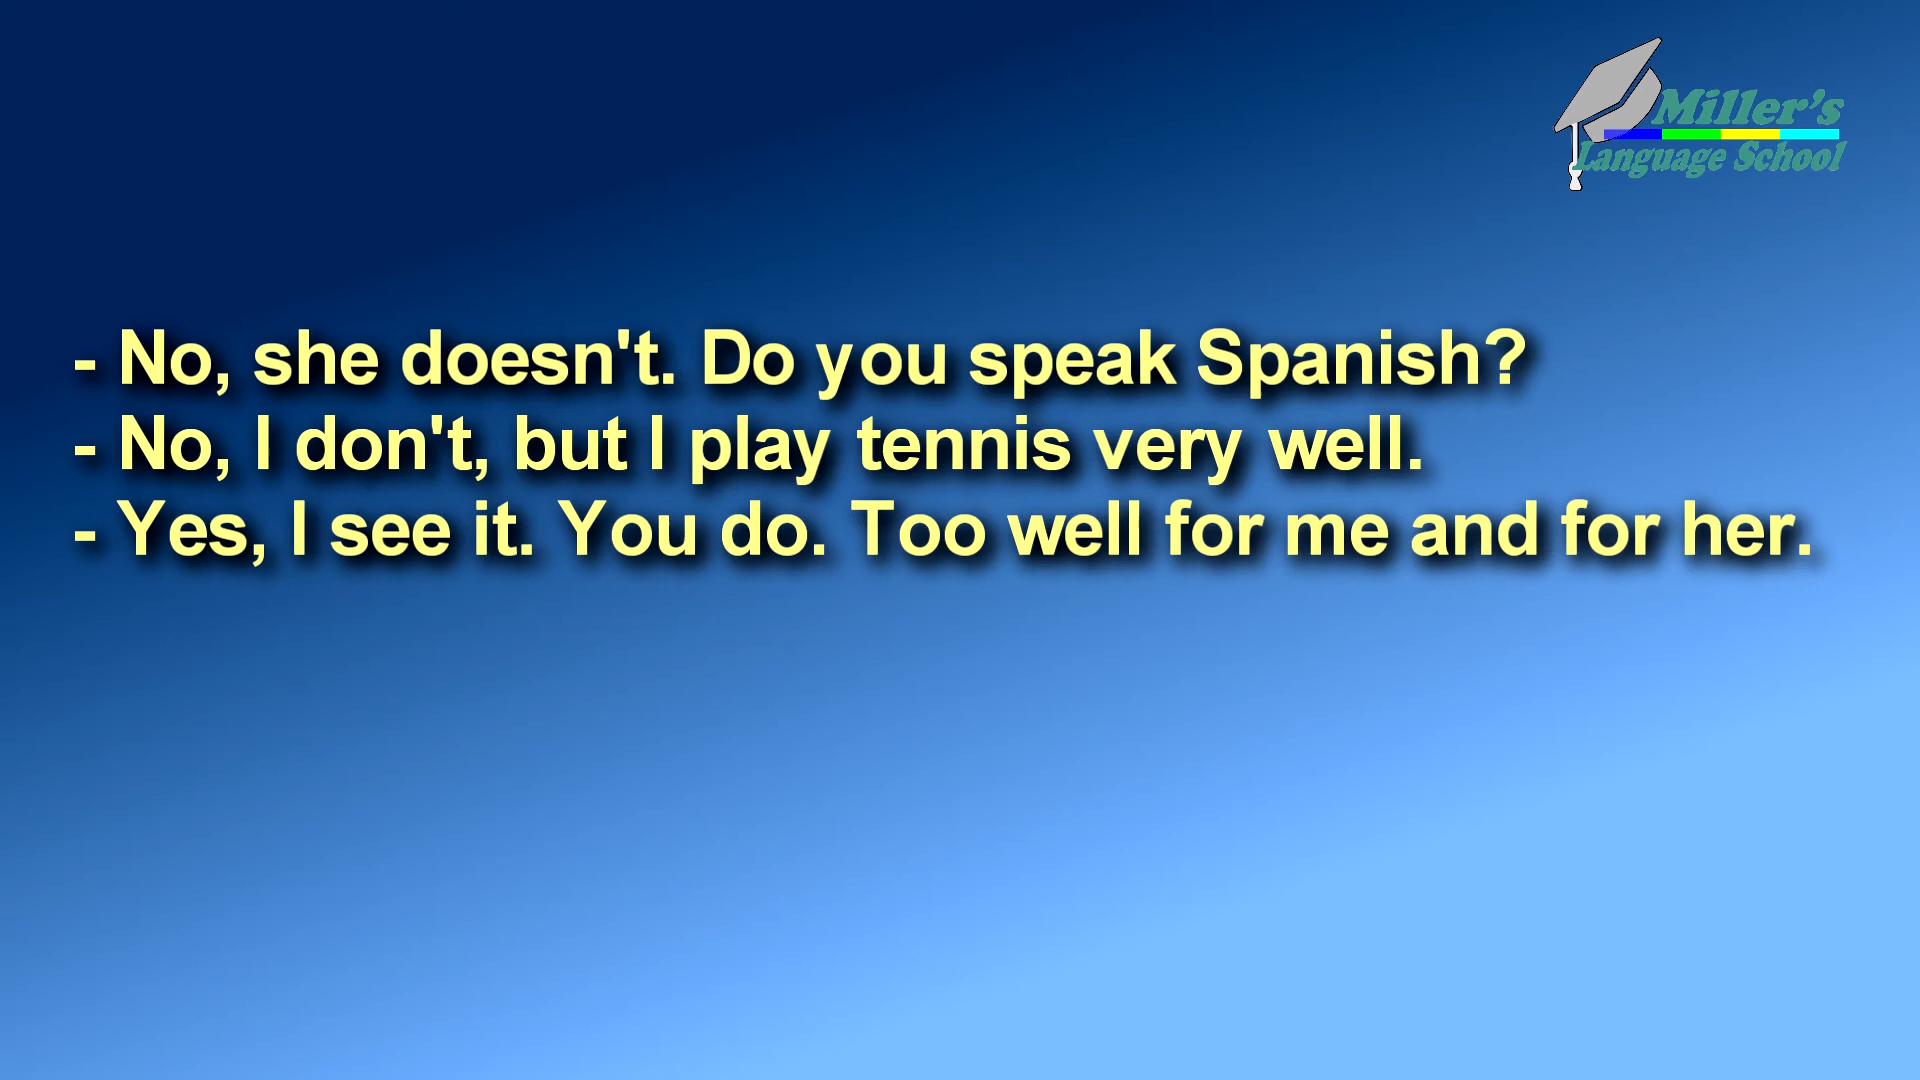 Miller's
Language School
- No, she doesn't. Do you speak Spanish?
- No, I don't, but I play tennis very well.
- Yes, I see it. You do. Too well for me and for her.